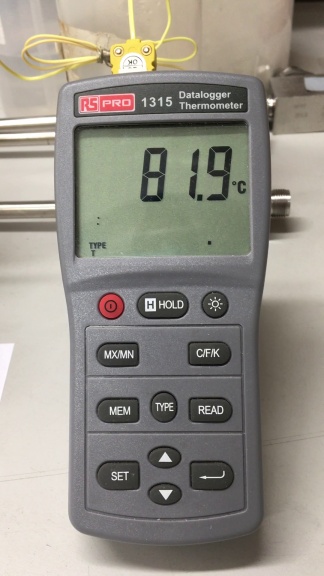 RS PRO 1315 Datalogger Thermometer
81.9 °C
:
TYPE
T
H HOLD
MX/MN C/F/K
MEM TYPE READ
SET